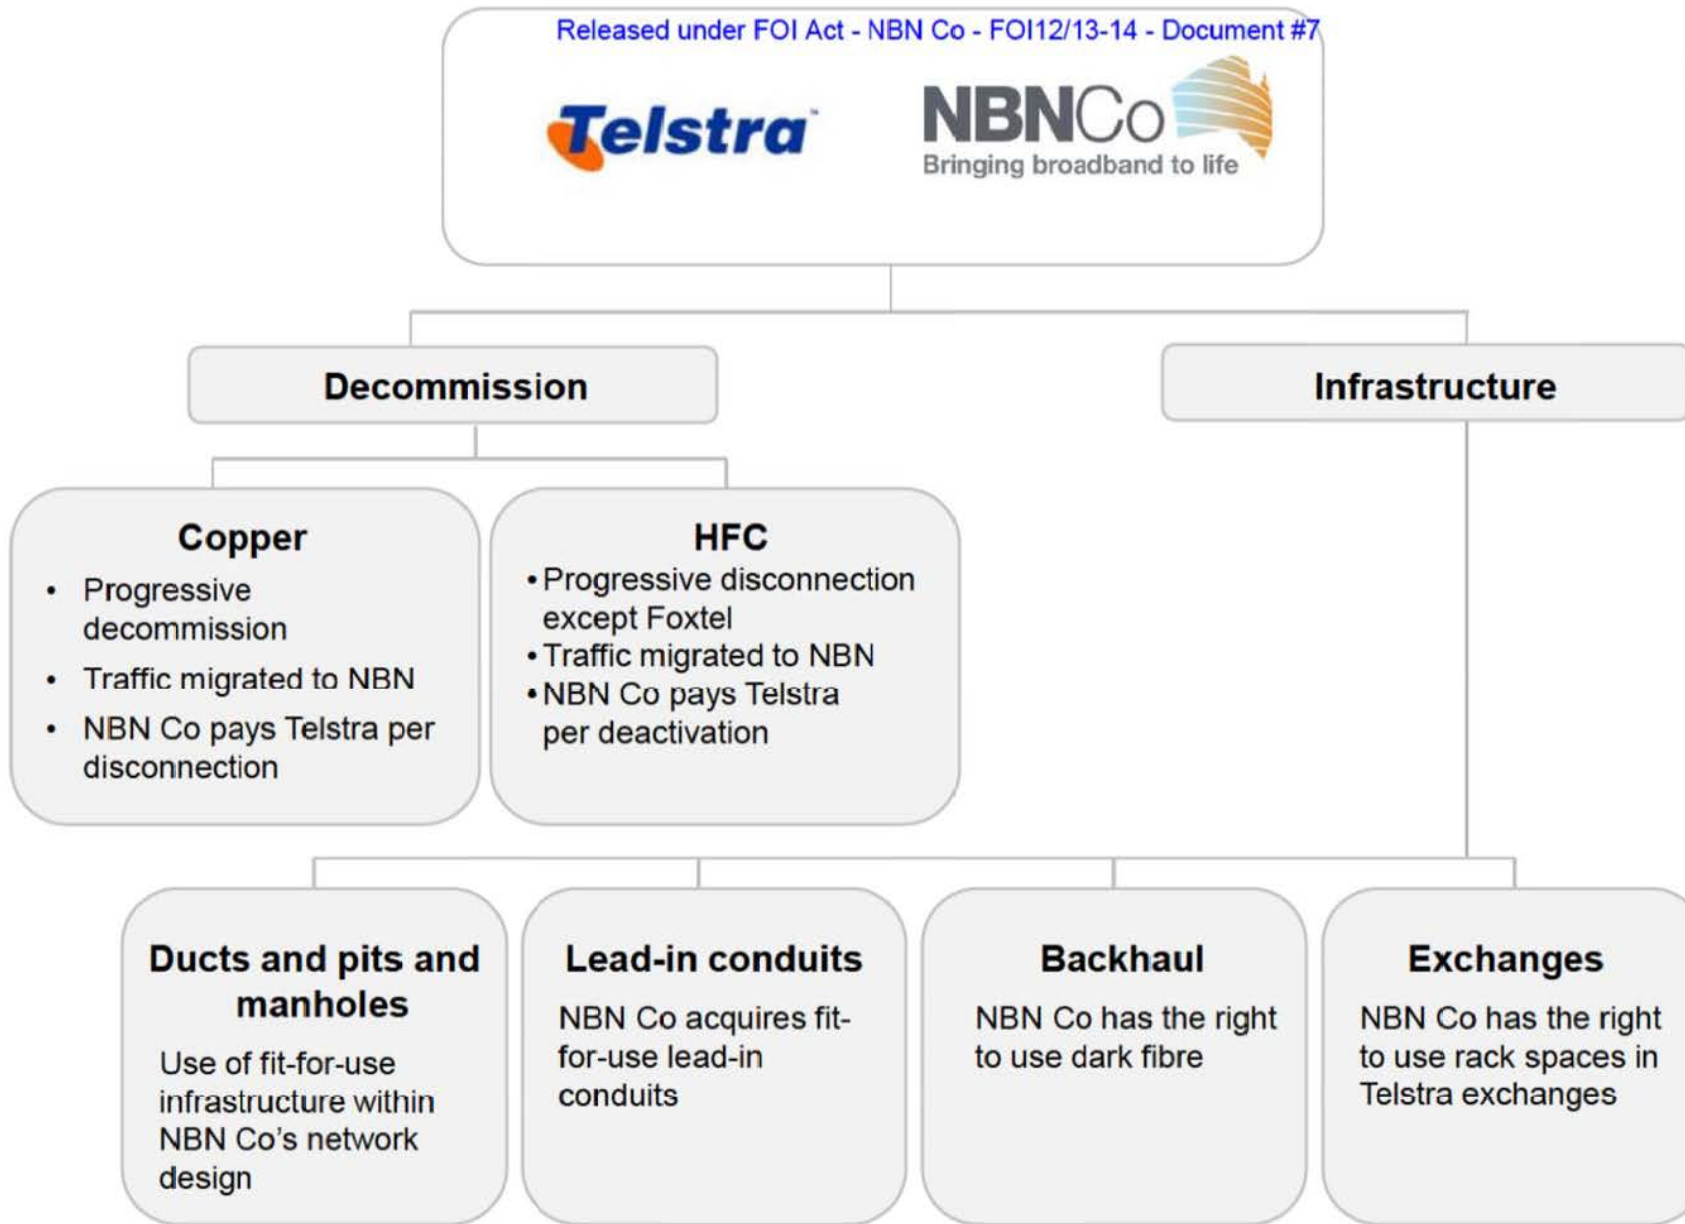 Released under FOI Act - NBN Co - FOI12/13-14 - Document #7
Telstra™
NBNCo
Bringing broadband to life
Decommission
Infrastructure
Copper
• Progressive
decommission
• Traffic migrated to NBN
• NBN Co pays Telstra per
disconnection
HFC
• Progressive disconnection
except Foxtel
• Traffic migrated to NBN
• NBN Co pays Telstra
per deactivation
Ducts and pits and
manholes
Use of fit-for-use
infrastructure within
NBN Co’s network
design
Lead-in conduits
NBN Co acquires fit-
for-use lead-in
conduits
Backhaul
NBN Co has the right
to use dark fibre
Exchanges
NBN Co has the right
to use rack spaces in
Telstra exchanges